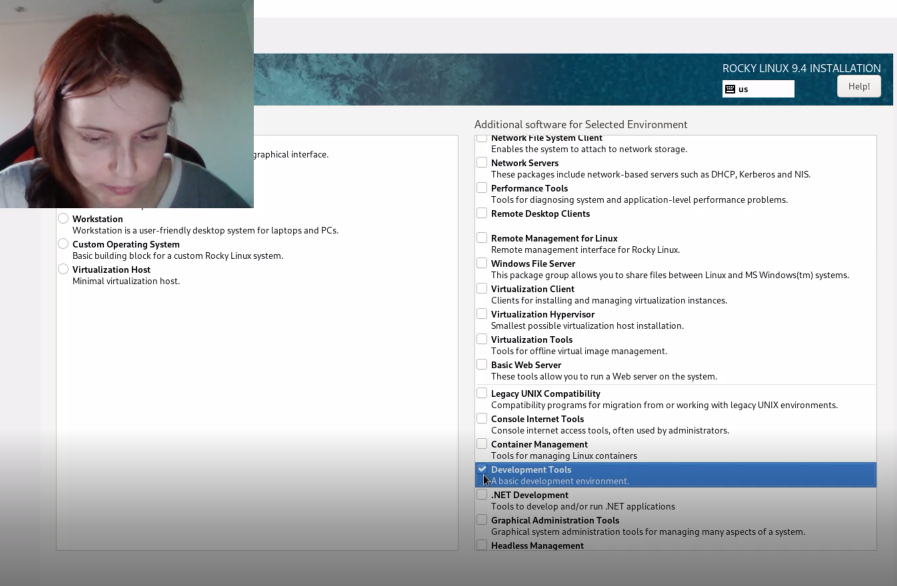 ROCKY LINUX 9.4 INSTALLATION
us
Help!
graphical interface.
Workstation
Workstation is a user-friendly desktop system for laptops and PCs.
Custom Operating System
Basic building block for a custom Rocky Linux system.
Virtualization Host
Minimal virtualization host.
Additional software for Selected Environment
Network File System Client
Enables the system to attach to network storage.
Network Servers
These packages include network-based servers such as DHCP, Kerberos and NIS.
Performance Tools
Tools for diagnosing system and application-level performance problems.
Remote Desktop Clients
Remote Management for Linux
Remote management interface for Rocky Linux.
Windows File Server
This package group allows you to share files between Linux and MS Windows(tm) systems.
Virtualization Client
Clients for installing and managing virtualization instances.
Virtualization Hypervisor
Smallest possible virtualization host installation.
Virtualization Tools
Tools for offline virtual image management.
Basic Web Server
These tools allow you to run a Web server on the system.
Legacy UNIX Compatibility
Compatibility programs for migration from or working with legacy UNIX environments.
Console Internet Tools
Console internet access tools, often used by administrators.
Container Management
Tools for managing Linux containers
Development Tools
A basic development environment.
.NET Development
Tools to develop and/or run .NET applications
Graphical Administration Tools
Graphical system administration tools for managing many aspects of a system.
Headless Management